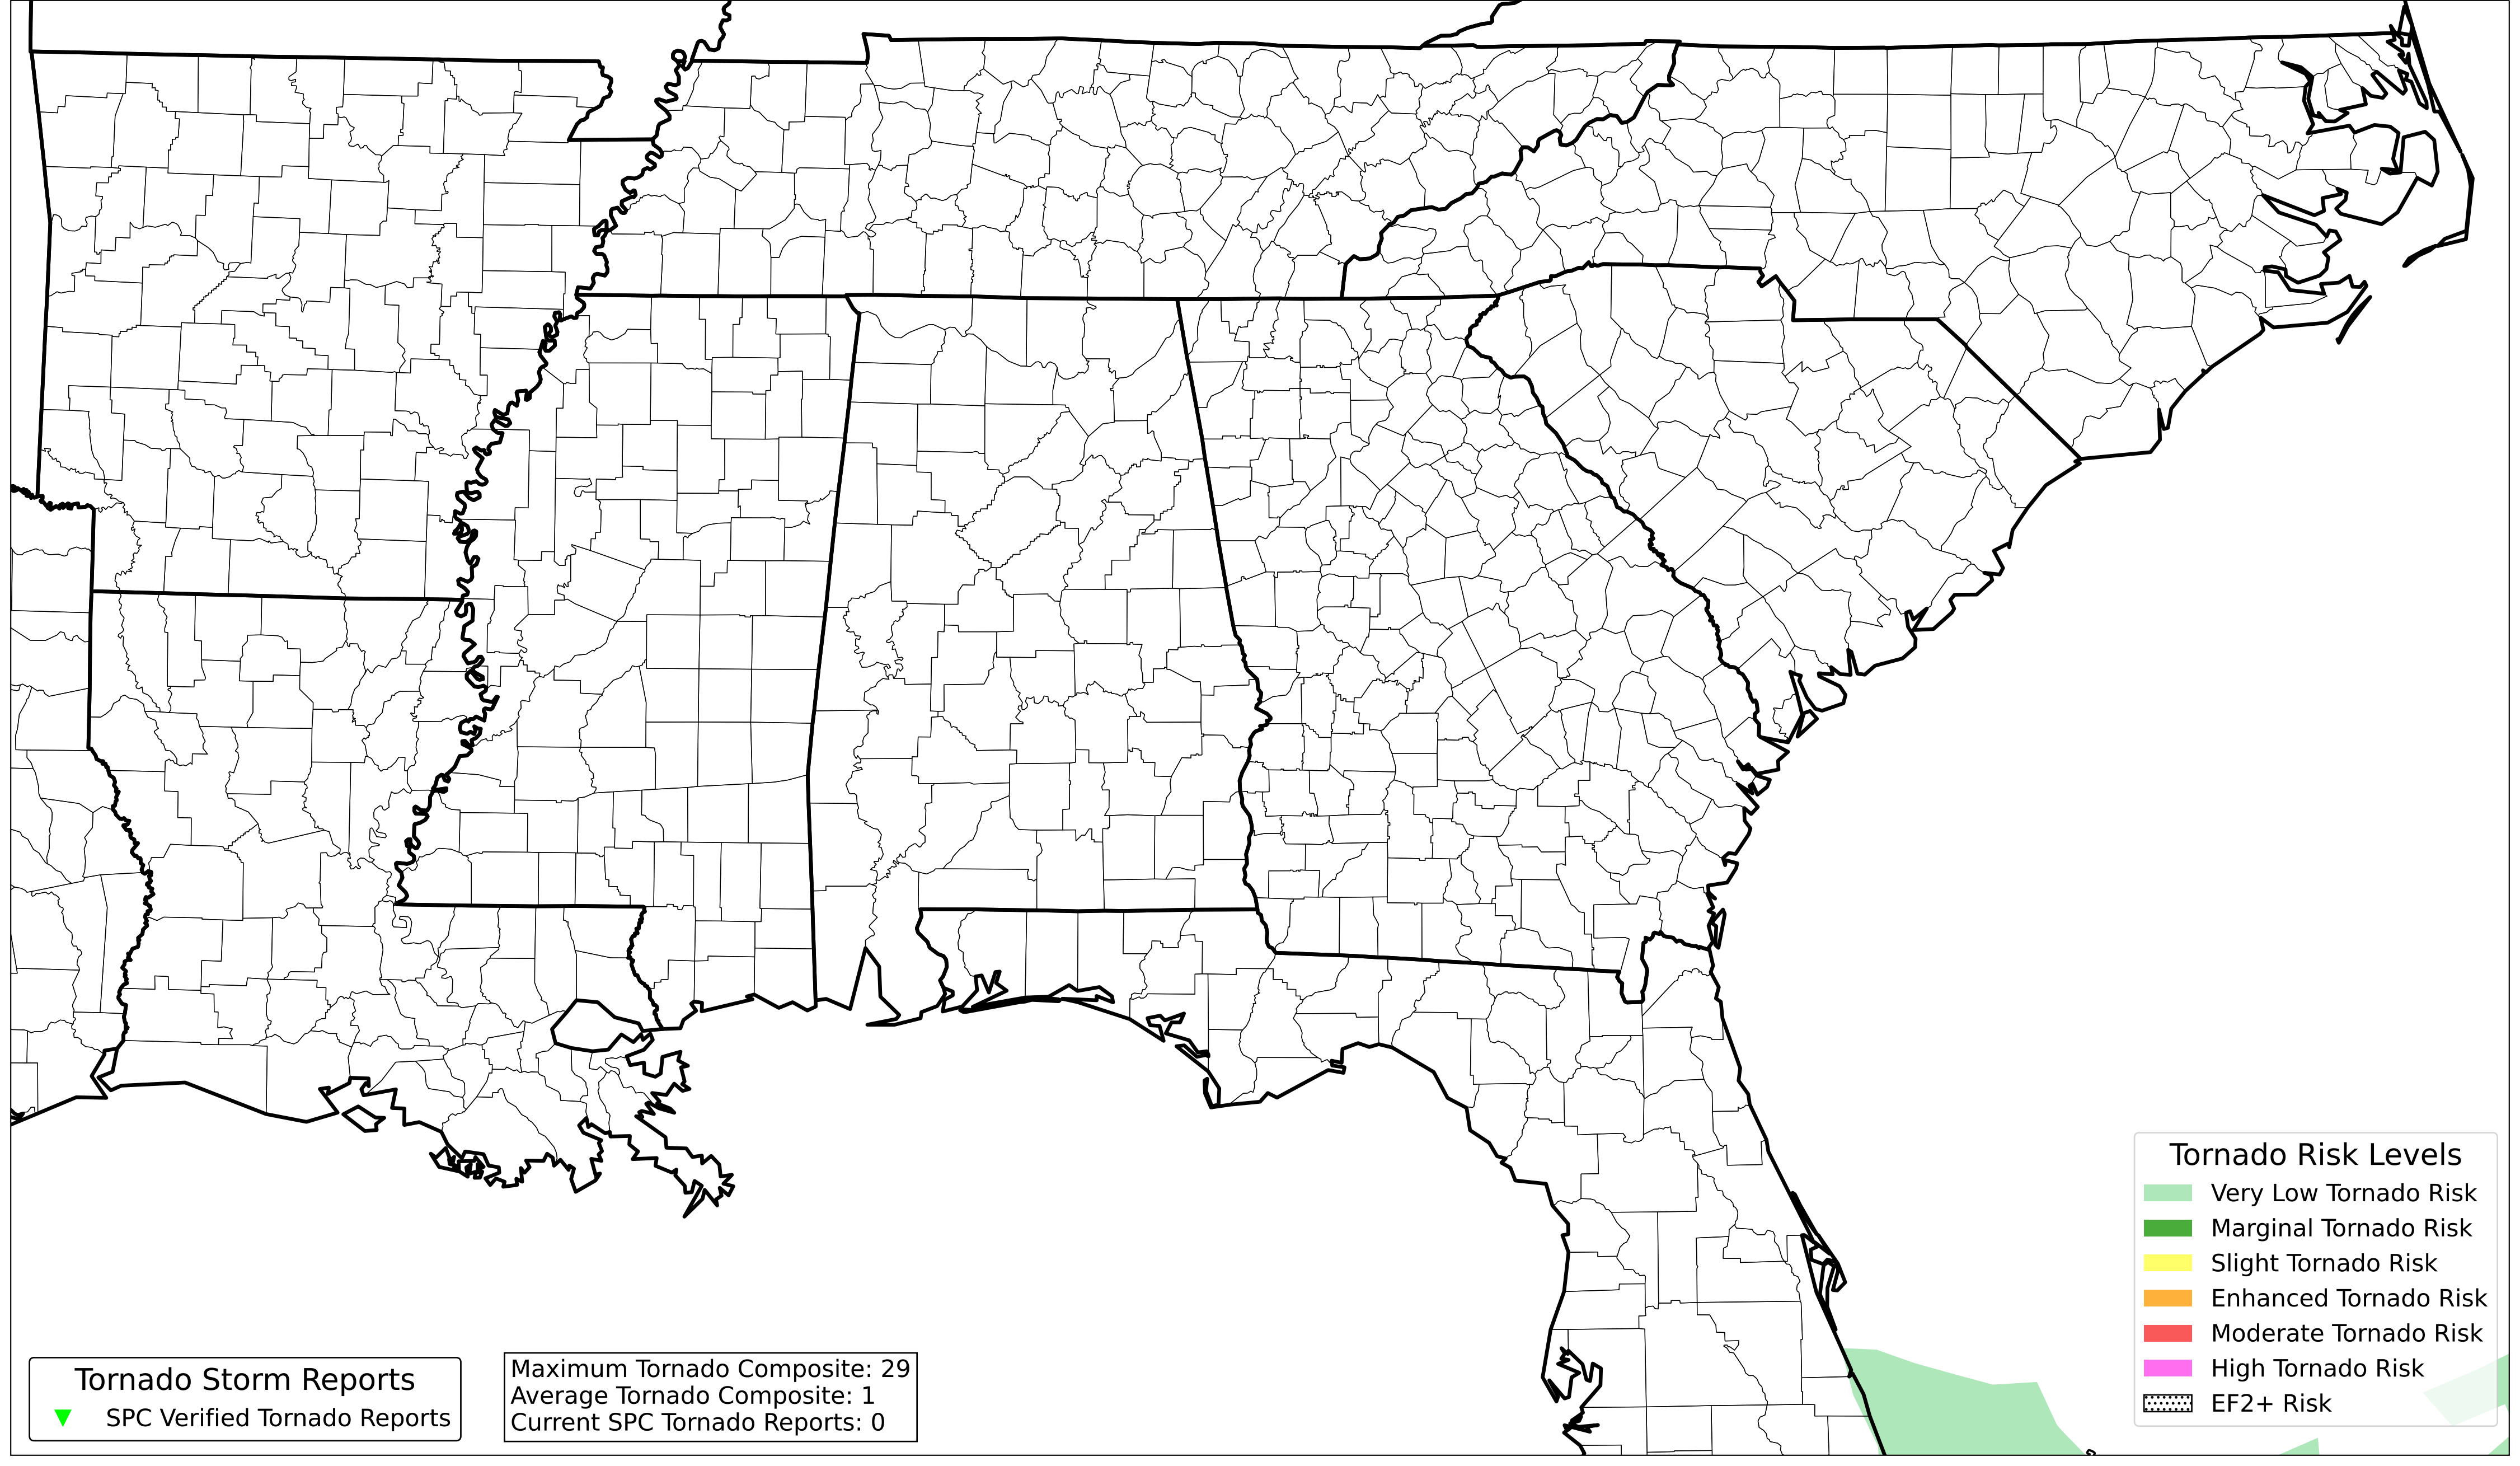 Tornado Risk Levels
Very Low Tornado Risk
Marginal Tornado Risk
Slight Tornado Risk
Enhanced Tornado Risk
Moderate Tornado Risk
High Tornado Risk
EF2+ Risk
Tornado Storm Reports
SPC Verified Tornado Reports
Maximum Tornado Composite: 29
Average Tornado Composite: 1
Current SPC Tornado Reports: 0